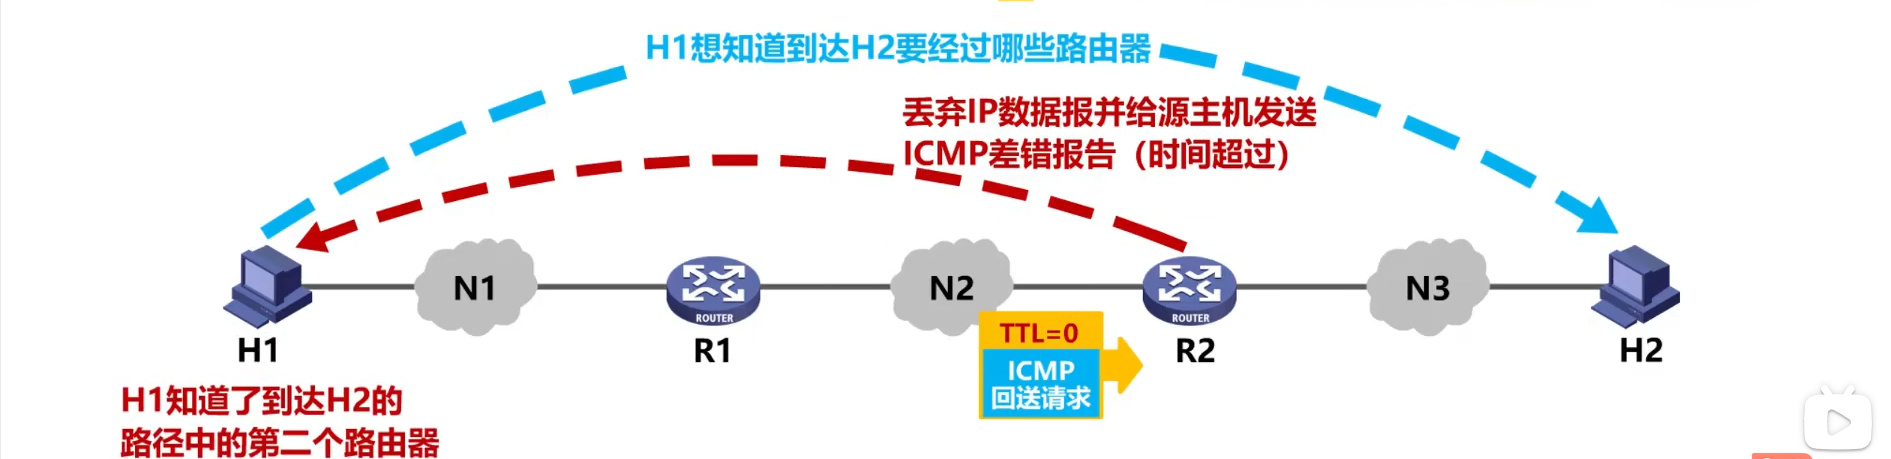 H1想知道到达H2要经过哪些路由器
丢弃IP数据报并给源主机发送
ICMP差错报告（时间超过）
N1
N2
N3
ROUTER
ROUTER
H1
R1
R2
H2
TTL=0
ICMP
回送请求
H1知道了到达H2的
路径中的第二个路由器